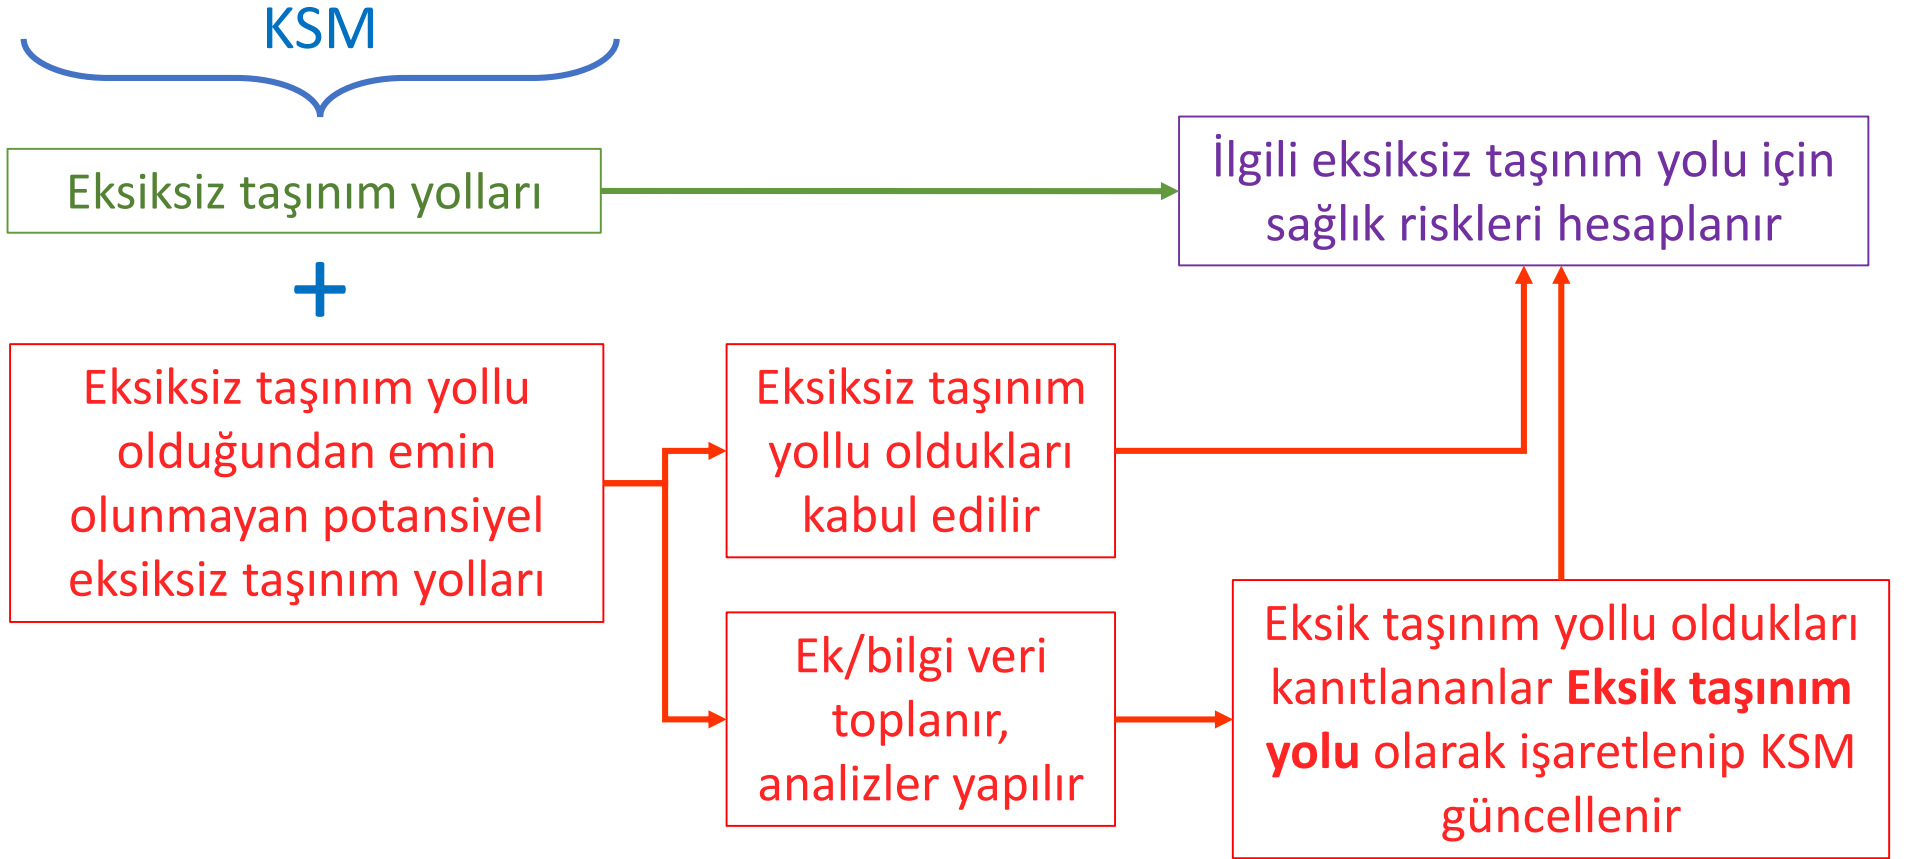 KSM
Eksiksiz taşınım yolları
İlgili eksiksiz taşınım yolu için
sağlık riskleri hesaplanır
+
Eksiksiz taşınım yollu
olduğundan emin
olunmayan potansiyel
eksiksiz taşınım yolları
Eksiksiz taşınım
yollu oldukları
kabul edilir
Ek/bilgi veri
toplanır,
analizler yapılır
Eksik taşınım yollu oldukları
kanıtlananlar Eksik taşınım
yolu olarak işaretlenip KSM
güncellenir